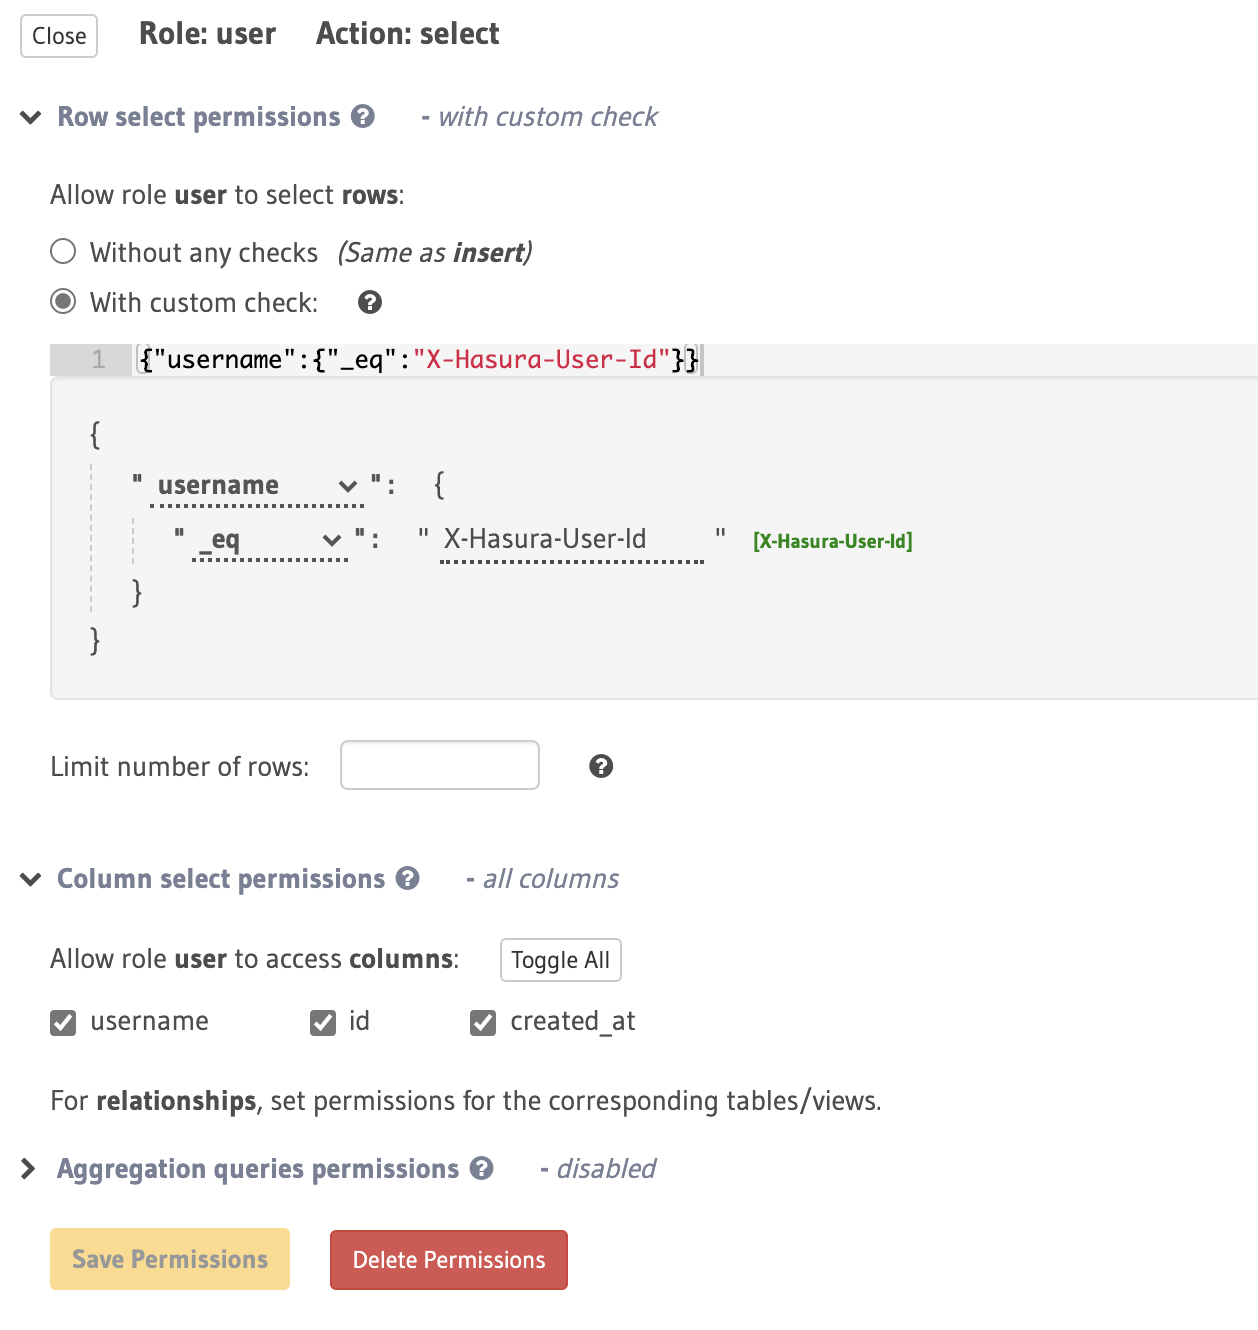 Close Role: user Action: select
Row select permissions ? - with custom check
Allow role user to select rows:
Without any checks (Same as insert)
With custom check: ?
1 {"username":{"_eq":"X-Hasura-User-Id"}}
{
" username ": {
" _eq ": " X-Hasura-User-Id " [X-Hasura-User-Id]
}
}
Limit number of rows: ?
Column select permissions ? - all columns
Allow role user to access columns: Toggle All
username id created_at
For relationships, set permissions for the corresponding tables/views.
Aggregation queries permissions ? - disabled
Save Permissions Delete Permissions